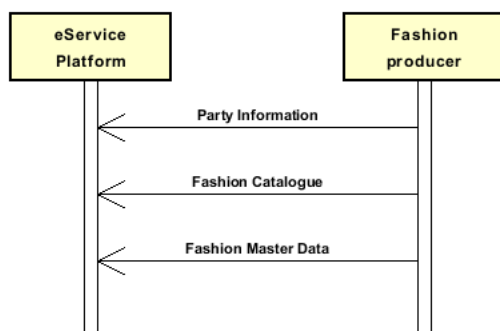 eService
Platform
Fashion
producer
Party Information
Fashion Catalogue
Fashion Master Data